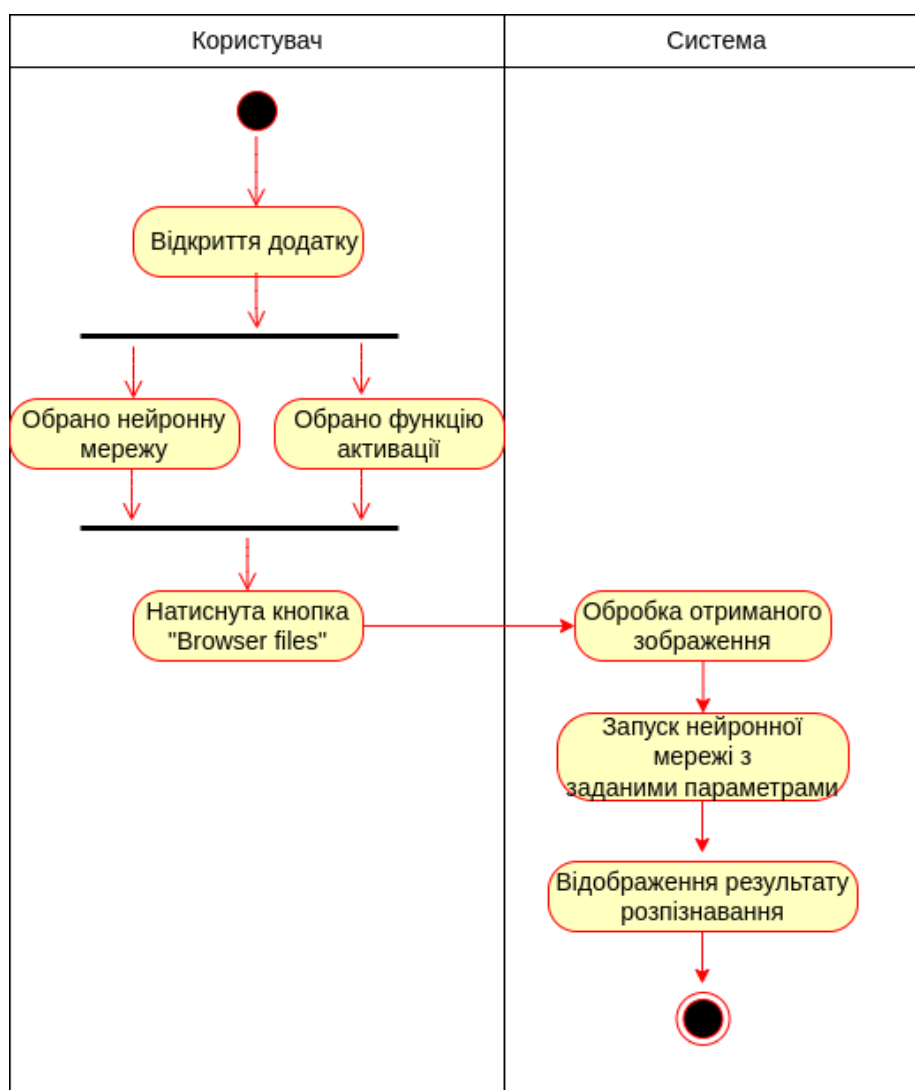 Користувач
Система
Відкриття додатку
Обрано нейронну
мережу
Обрано функцію
активації
Натиснута кнопка
"Browser files"
Обробка отриманого
зображення
Запуск нейронної
мережі з
заданими параметрами
Відображення результату
розпізнавання